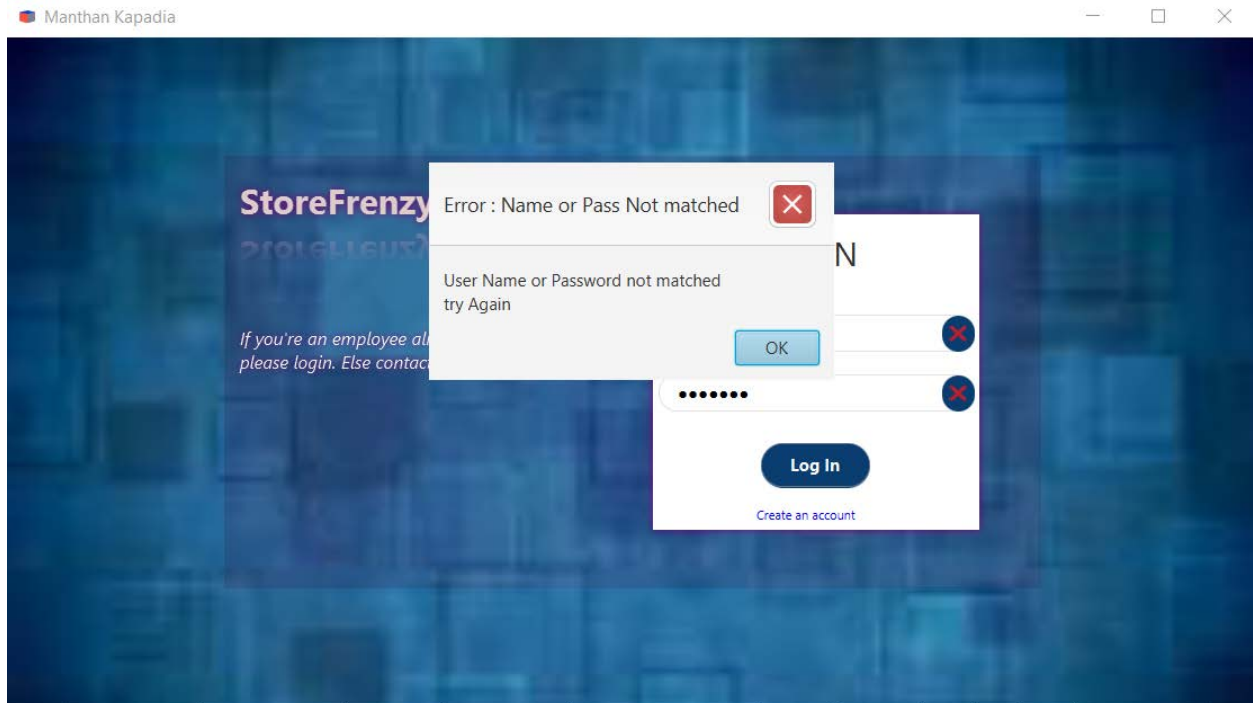 Manthan Kapadia
StoreFrenzy
Error : Name or Pass Not matched
N
User Name or Password not matched
try Again
OK
If you're an employee al
please login. Else contac
•••••••
Log In
Create an account